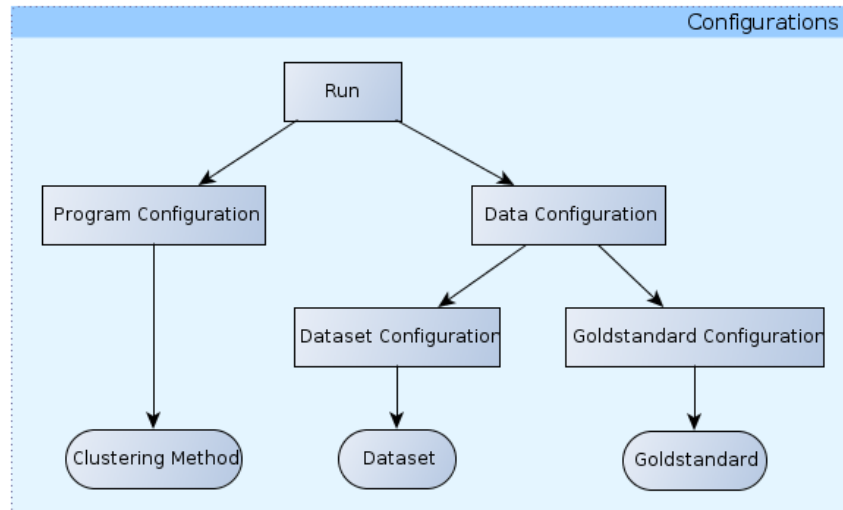 Configurations
Run
Program Configuration
Data Configuration
Dataset Configuration
Goldstandard Configuration
Clustering Method
Dataset
Goldstandard